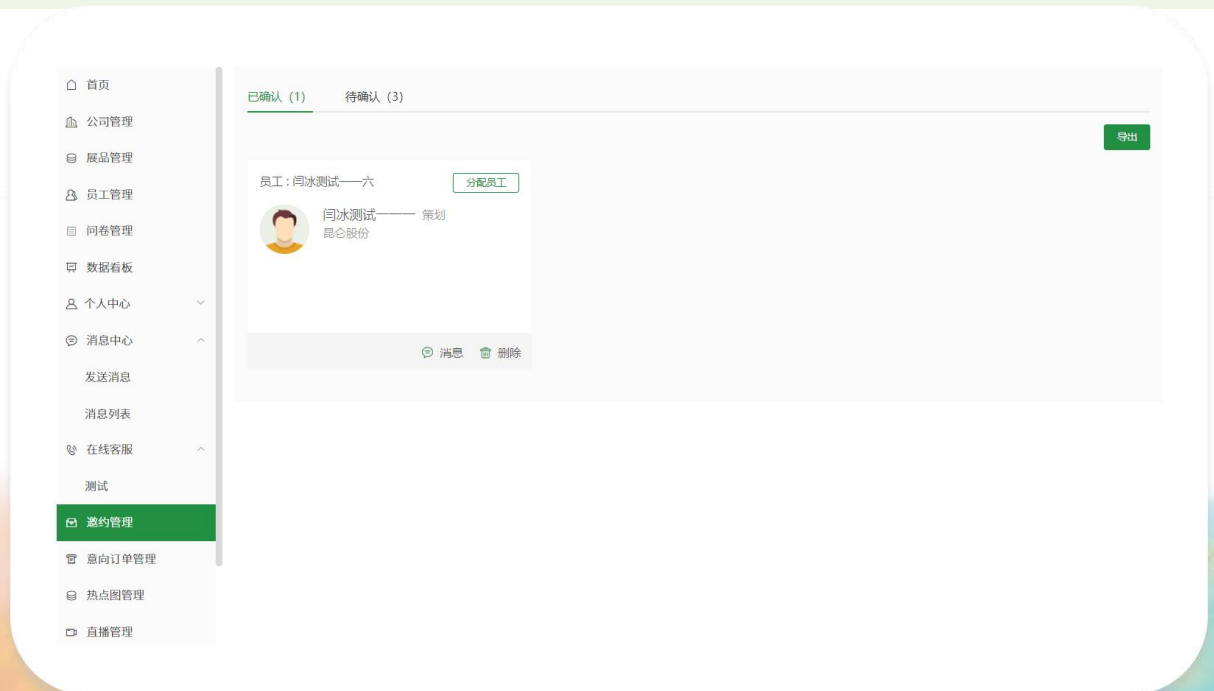 首页
公司管理
展品管理
员工管理
问卷管理
数据看板
个人中心
消息中心
发送消息
消息列表
在线客服
测试
邀约管理
意向订单管理
热点图管理
直播管理
已确认 (1) 待确认 (3)
导出
员工 : 闫冰测试——六 分配员工
闫冰测试——— 策划
昆仑股份
消息 删除